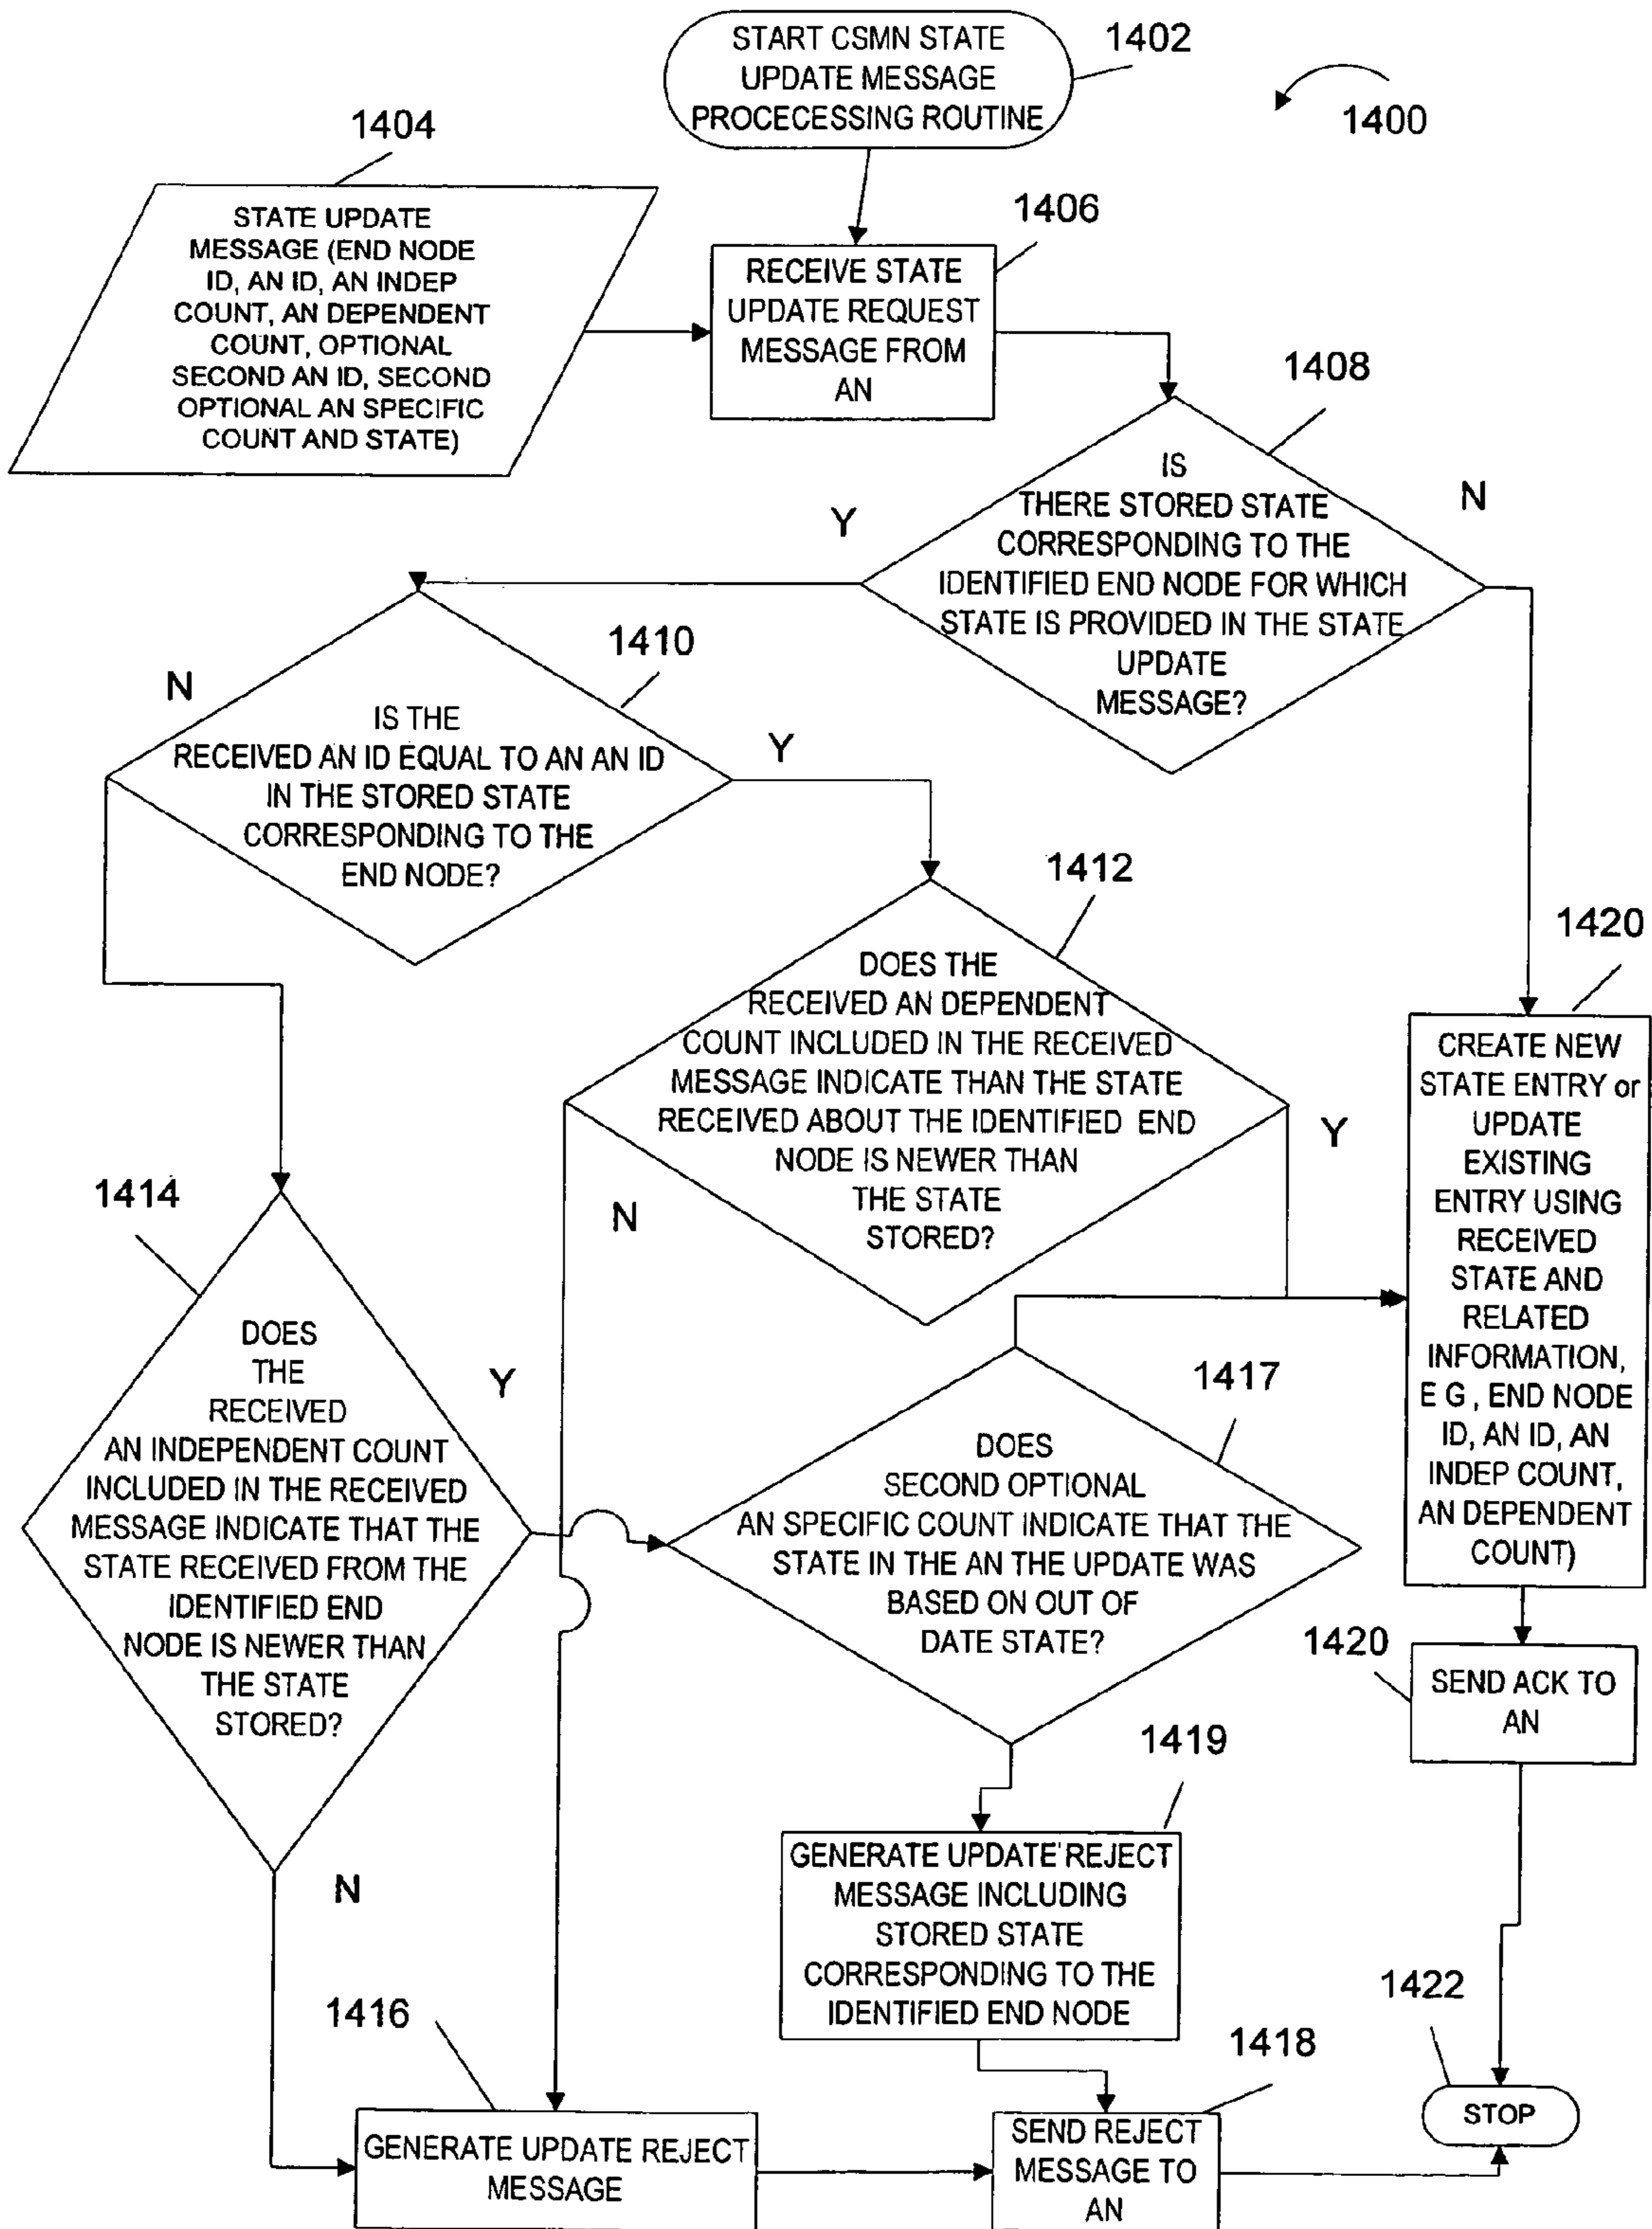 START CSMN STATE
UPDATE MESSAGE
PROCECESSING ROUTINE
1402
1400
1404
STATE UPDATE
MESSAGE (END NODE
ID, AN ID, AN INDEP
COUNT, AN DEPENDENT
COUNT, OPTIONAL
SECOND AN ID, SECOND
OPTIONAL AN SPECIFIC
COUNT AND STATE)
1406
RECEIVE STATE
UPDATE REQUEST
MESSAGE FROM
AN
1408
IS
THERE STORED STATE
CORRESPONDING TO THE
IDENTIFIED END NODE FOR WHICH
STATE IS PROVIDED IN THE STATE
UPDATE
MESSAGE?
Y
N
1410
N
IS THE
RECEIVED AN ID EQUAL TO AN AN ID
IN THE STORED STATE
CORRESPONDING TO THE
END NODE?
Y
1412
DOES THE
RECEIVED AN DEPENDENT
COUNT INCLUDED IN THE RECEIVED
MESSAGE INDICATE THAN THE STATE
RECEIVED ABOUT THE IDENTIFIED END
NODE IS NEWER THAN
THE STATE
STORED?
Y
N
1420
CREATE NEW
STATE ENTRY or
UPDATE
EXISTING
ENTRY USING
RECEIVED
STATE AND
RELATED
INFORMATION,
E G , END NODE
ID, AN ID, AN
INDEP COUNT,
AN DEPENDENT
COUNT)
1414
DOES
THE
RECEIVED
AN INDEPENDENT COUNT
INCLUDED IN THE RECEIVED
MESSAGE INDICATE THAT THE
STATE RECEIVED FROM THE
IDENTIFIED END
NODE IS NEWER THAN
THE STATE
STORED?
Y
N
1417
DOES
SECOND OPTIONAL
AN SPECIFIC COUNT INDICATE THAT THE
STATE IN THE AN THE UPDATE WAS
BASED ON OUT OF
DATE STATE?
1420
SEND ACK TO
AN
1419
GENERATE UPDATE REJECT
MESSAGE INCLUDING
STORED STATE
CORRESPONDING TO THE
IDENTIFIED END NODE
1416
GENERATE UPDATE REJECT
MESSAGE
1418
SEND REJECT
MESSAGE TO
AN
1422
STOP